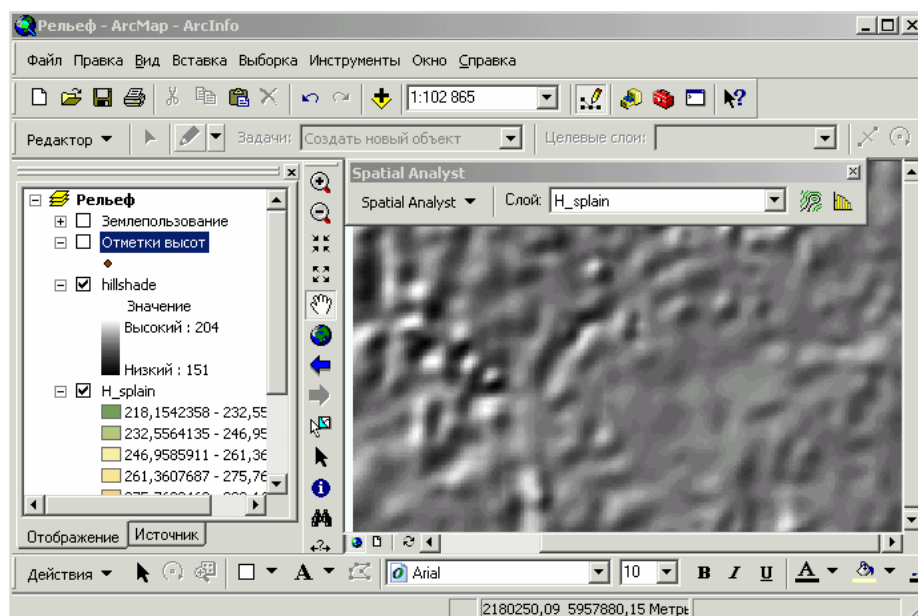 Рельеф - ArcMap - ArcInfo
Файл Правка Вид Вставка Выборка Инструменты Окно Справка
1:102 865
Редактор Задачи: Создать новый объект Целевые слои:
Spatial Analyst
Spatial Analyst Слой: H_splain
Рельеф
Землепользование
Отметки высот
hillshade
Значение
Высокий : 204
Низкий : 151
H_splain
218,1542358 - 232,55
232,5564135 - 246,95
246,9585911 - 261,36
261,3607687 - 275,76
Отображение Источник
Действия A Arial 10 B I U A
2180250,09 5957880,15 Метры